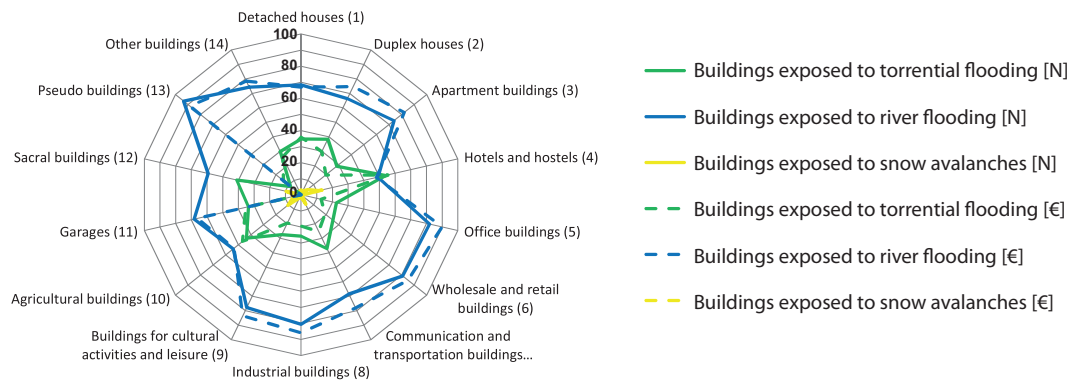 Detached houses (1)
100
Other buildings (14)
Duplex houses (2)
80
Pseudo buildings (13)
Apartment buildings (3)
60
40
Sacral buildings (12)
Hotels and hostels (4)
20
0
Garages (11)
Office buildings (5)
Agricultural buildings (10)
Wholesale and retail
buildings (6)
Buildings for cultural
activities and leisure (9)
Communication and
transportation buildings...
Industrial buildings (8)
Buildings exposed to torrential flooding [N]
Buildings exposed to river flooding [N]
Buildings exposed to snow avalanches [N]
Buildings exposed to torrential flooding [€]
Buildings exposed to river flooding [€]
Buildings exposed to snow avalanches [€]